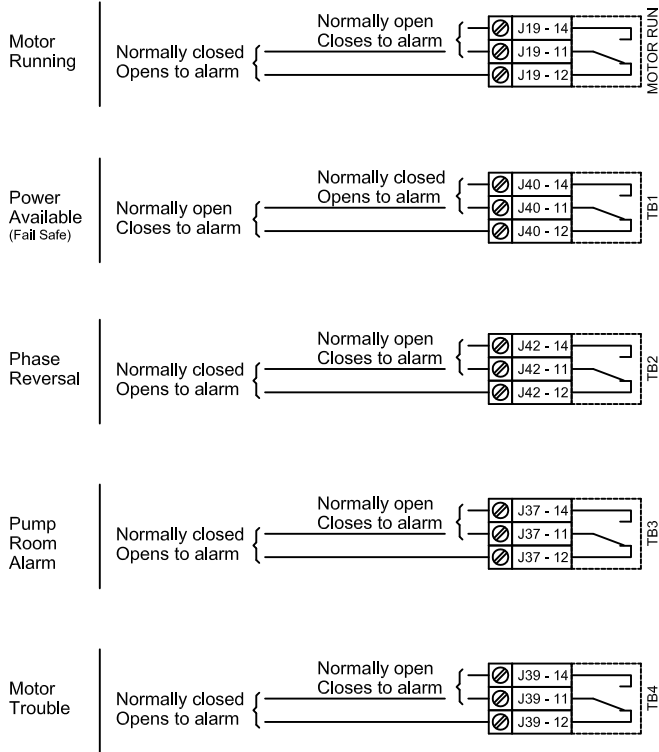 Motor
Running
Normally closed
Opens to alarm
Normally open
Closes to alarm
J19 - 14
J19 - 11
J19 - 12
MOTOR RUN
Power
Available
(Fail Safe)
Normally open
Closes to alarm
Normally closed
Opens to alarm
J40 - 14
J40 - 11
J40 - 12
TB1
Phase
Reversal
Normally closed
Opens to alarm
Normally open
Closes to alarm
J42 - 14
J42 - 11
J42 - 12
TB2
Pump
Room
Alarm
Normally closed
Opens to alarm
Normally open
Closes to alarm
J37 - 14
J37 - 11
J37 - 12
TB3
Motor
Trouble
Normally closed
Opens to alarm
Normally open
Closes to alarm
J39 - 14
J39 - 11
J39 - 12
TB4